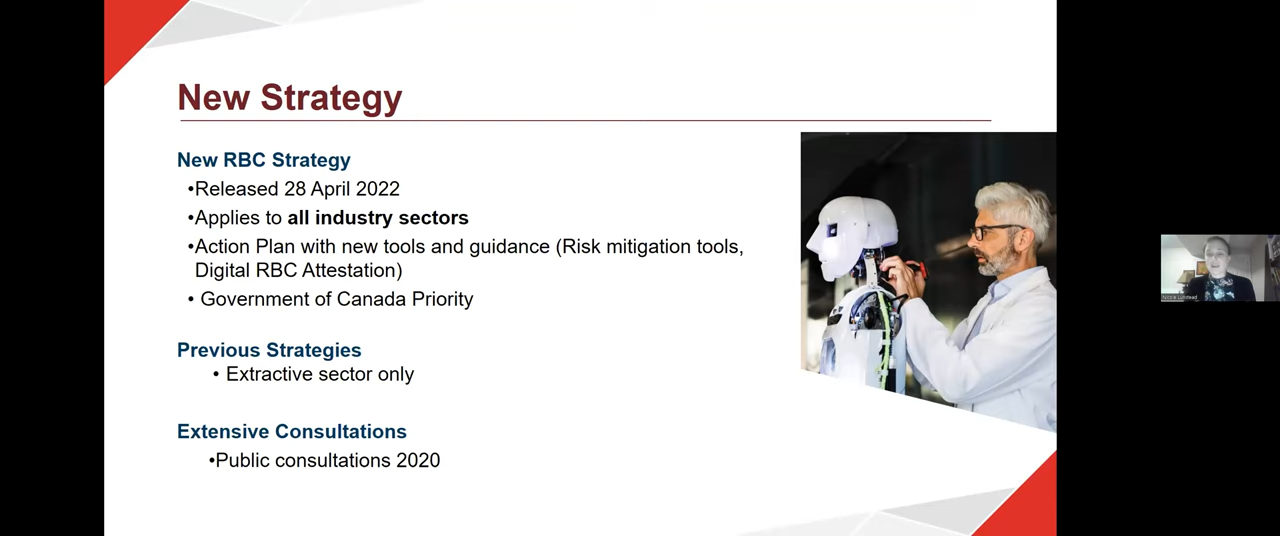 New Strategy
New RBC Strategy
•Released 28 April 2022
•Applies to all industry sectors
•Action Plan with new tools and guidance (Risk mitigation tools,
Digital RBC Attestation)
• Government of Canada Priority
Previous Strategies
• Extractive sector only
Extensive Consultations
•Public consultations 2020
Nicole